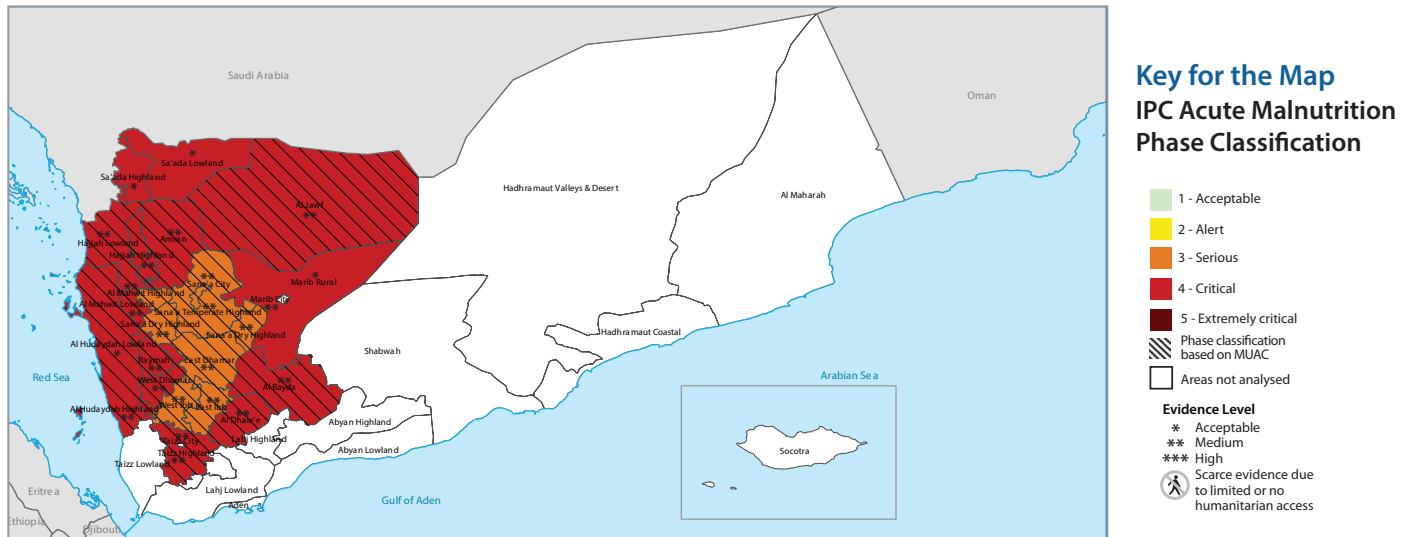 Saudi Arabia
Oman
Sa'ada Lowland
*
Sa'ada Highland
*
Hadhramaut Valleys & Desert
Al Maharah
Al Jawf
**
**
Hajjah Lowland
**
Amran
Hajjah Highland
**
Marib Rural
*
**
Sana'a City
Marib City
**
**
Al Mahwit Highland
Al Mahwit Lowland
**
**
Sana'a Temperate Highland
Sana'a Dry Highland
**
**
Sana'a Dry Highland
Hadhramaut Coastal
Al Hudaydah Lowland
*
Shabwah
Raymah
**
East Dhamar
**
West Dhamar
**
Al Bayda
**
Red Sea
Arabian Sea
Al Hudaydah Highland
**
**
West Ibb
**
East Ibb
**
Al Dhale'e
Abyan Highland
Taizz City
Lahj Highland
Taizz Highland
**
Abyan Lowland
Taizz Lowland
Socotra
Lahj Lowland
Aden
Gulf of Aden
Eritrea
Ethiopia
Djibouti
Key for the Map
IPC Acute Malnutrition
Phase Classification
1 - Acceptable
2 - Alert
3 - Serious
4 - Critical
5 - Extremely critical
Phase classification
based on MUAC
Areas not analysed
Evidence Level
* Acceptable
** Medium
*** High
Scarce evidence due
to limited or no
humanitarian access